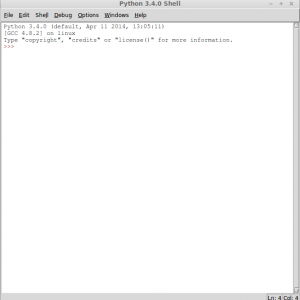 Python 3.4.0 Shell
File Edit Shell Debug Options Windows Help
Python 3.4.0 (default, Apr 11 2014, 13:05:11)
[GCC 4.8.2] on linux
Type "copyright", "credits" or "license()" for more information.
>>>
Ln: 4 Col: 4